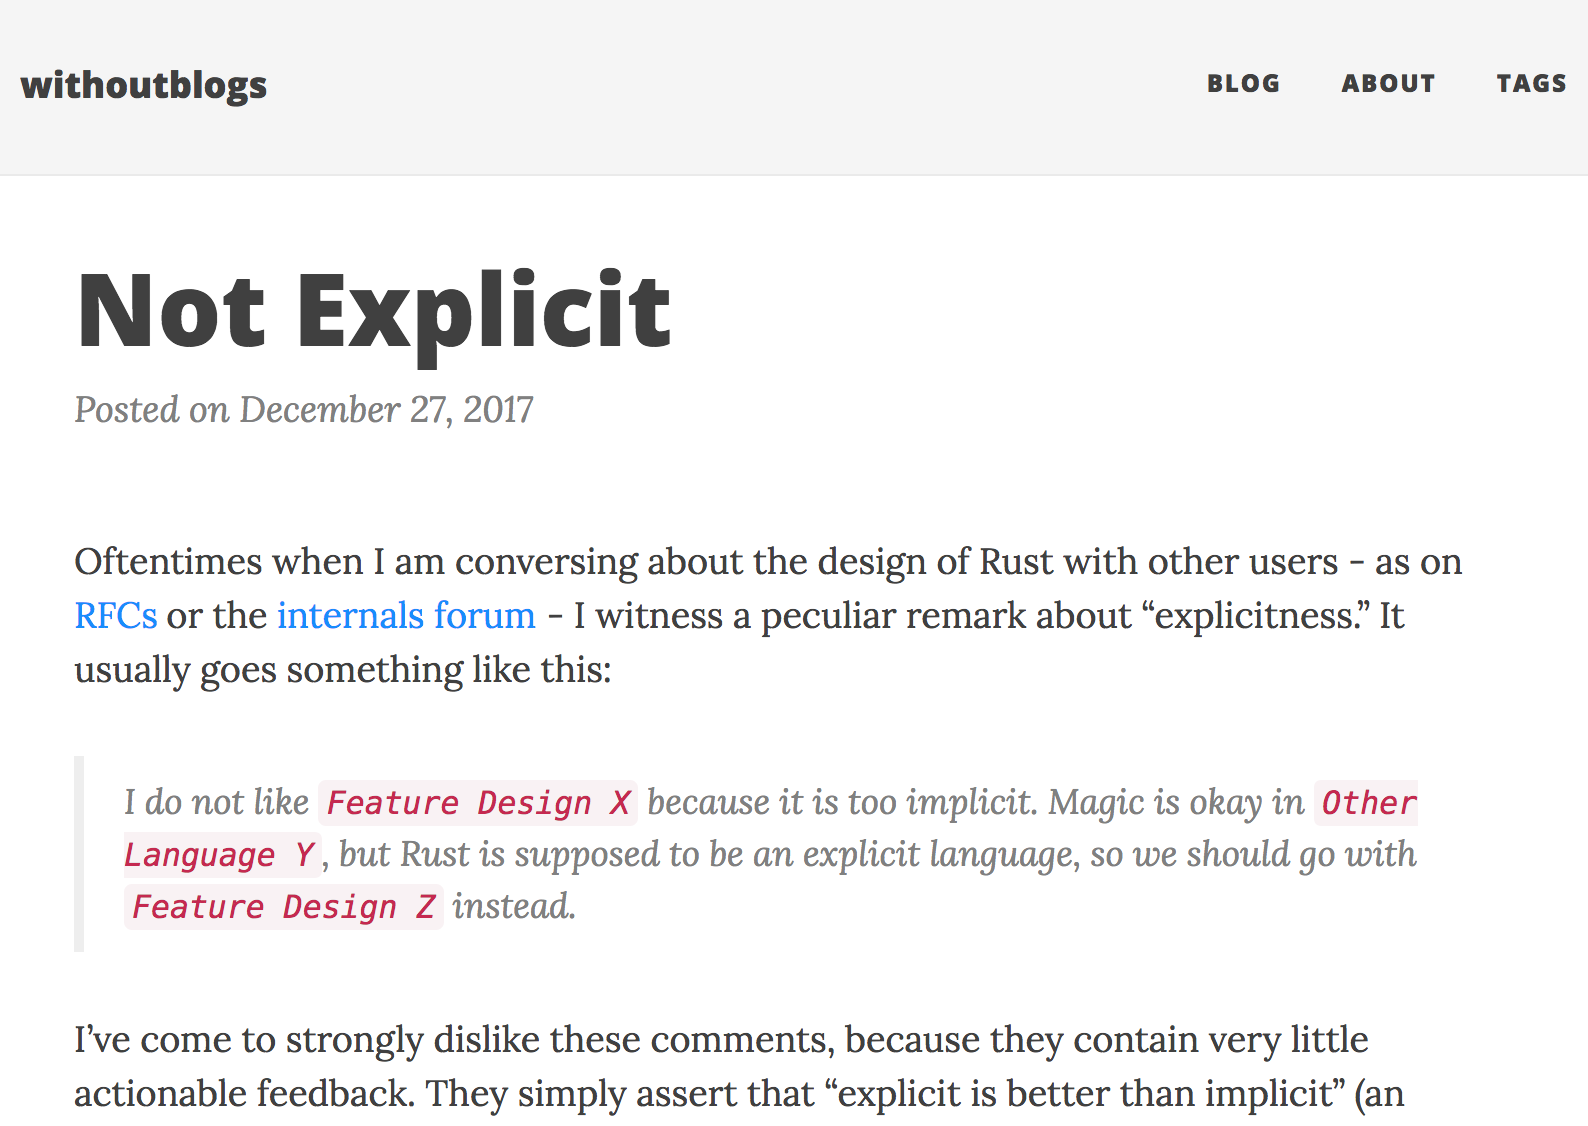 withoutblogs
BLOG ABOUT TAGS
Not Explicit
Posted on December 27, 2017
Oftentimes when I am conversing about the design of Rust with other users - as on
RFCs or the internals forum - I witness a peculiar remark about “explicitness.” It
usually goes something like this:
I do not like Feature Design X because it is too implicit. Magic is okay in Other
Language Y, but Rust is supposed to be an explicit language, so we should go with
Feature Design Z instead.
I’ve come to strongly dislike these comments, because they contain very little
actionable feedback. They simply assert that “explicit is better than implicit” (an